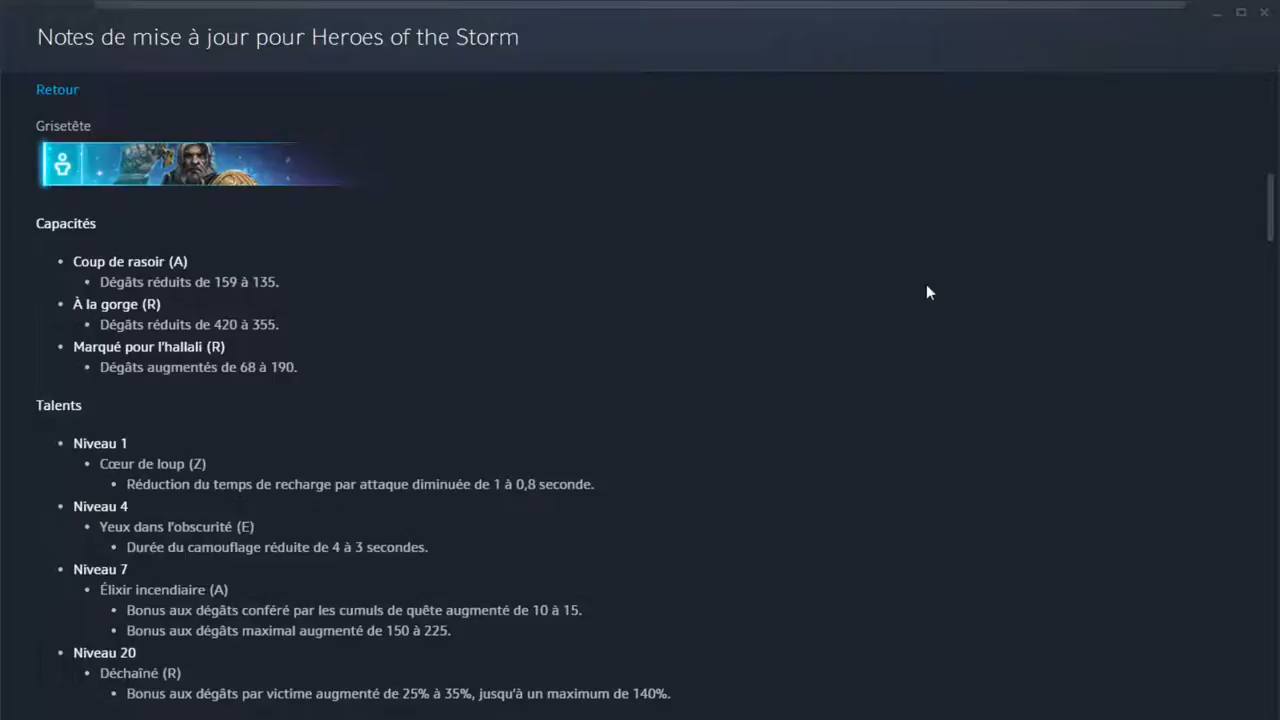 Notes de mise à jour pour Heroes of the Storm
Retour
Grisetête
Capacités
• Coup de rasoir (A)
• Dégâts réduits de 159 à 135.
• À la gorge (R)
• Dégâts réduits de 420 à 355.
• Marqué pour l'hallali (R)
• Dégâts augmentés de 68 à 190.
Talents
• Niveau 1
• Cœur de loup (Z)
• Réduction du temps de recharge par attaque diminuée de 1 à 0,8 seconde.
• Niveau 4
• Yeux dans l'obscurité (E)
• Durée du camouflage réduite de 4 à 3 secondes.
• Niveau 7
• Élixir incendiaire (A)
• Bonus aux dégâts conféré par les cumuls de quête augmenté de 10 à 15.
• Bonus aux dégâts maximal augmenté de 150 à 225.
• Niveau 20
• Déchaîné (R)
• Bonus aux dégâts par victime augmenté de 25% à 35%, jusqu'à un maximum de 140%.